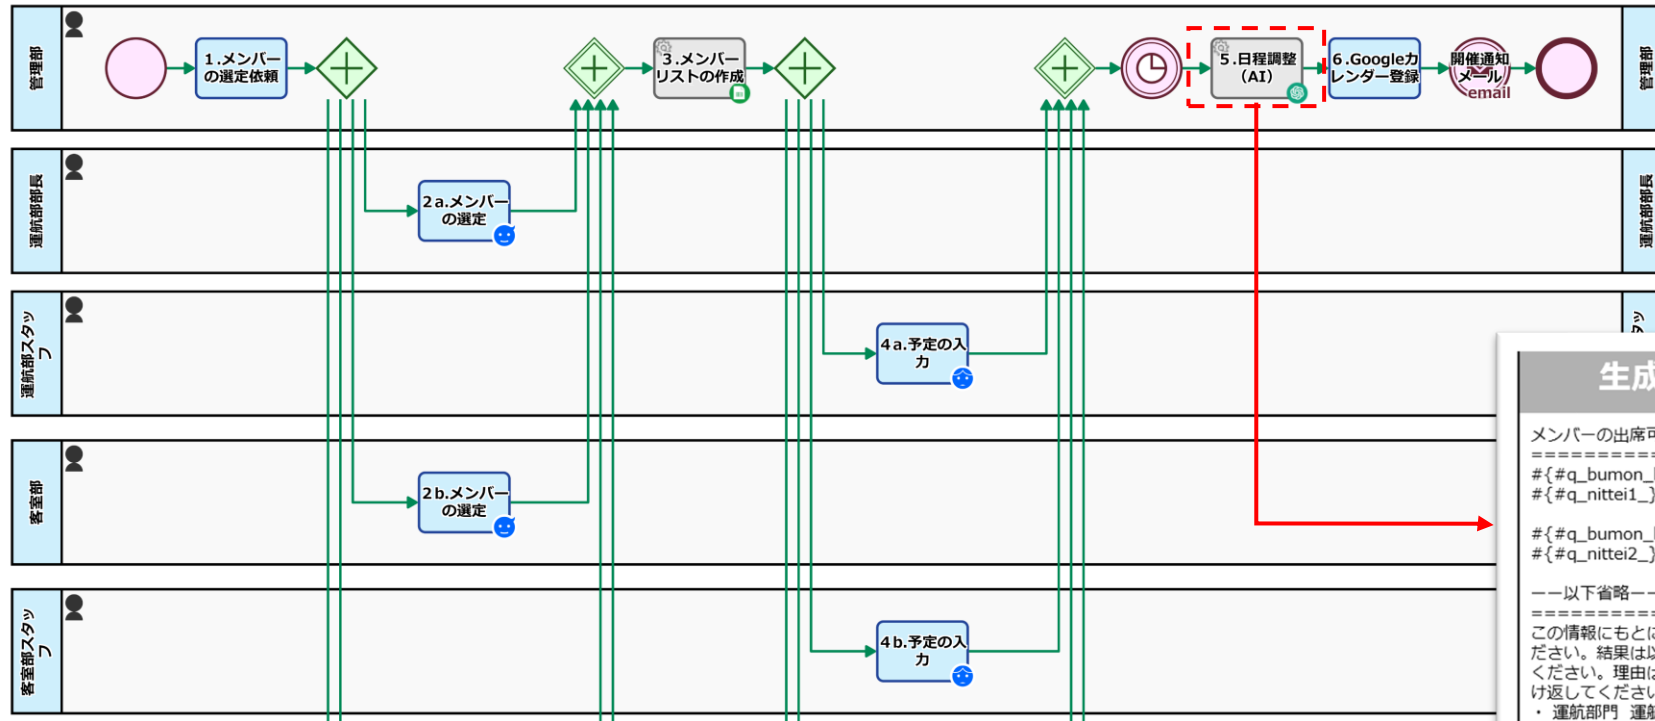 管理部
1.メンバー
の選定依頼
3.メンバー
リストの作成
5.日程調整
（AI）
6.Googleカ
レンダー登録
開催通知
メール
email
管理部
運航部部長
2a.メンバー
の選定
運航部部長
運航部スタッ
フ
4a.予定の入
力
タッ
客室部
2b.メンバー
の選定
客室部スタッ
フ
4b.予定の入
力
生成
メンバーの出席可
============
#{#q_bumon_
#{#q_nittei1_}
#{#q_bumon_
#{#q_nittei2_}
ーー以下省略ーー
============
この情報にもとに
ださい。結果は以
ください。理由は
け返してください
・ 運航部門 運航